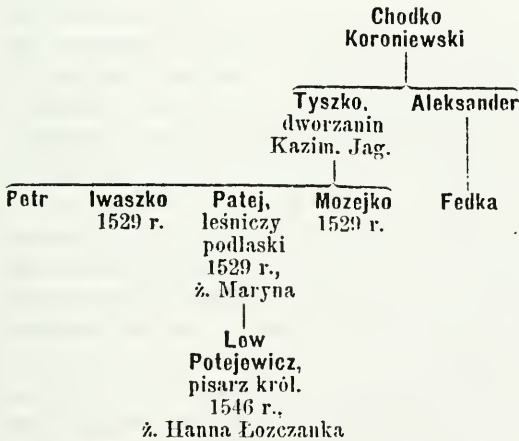 Chodko
Koroniewski
Tyszko, Aleksander
dworzanin
Kazim. Jag.
Petr Iwaszko Patej, Mozejko Fedka
1529 r. leśniczy 1529 r.
podlaski
1529 r.,
ż. Maryna
Low
Potejewicz,
pisarz król.
1546 r.,
ż. Hanna Łozczanka